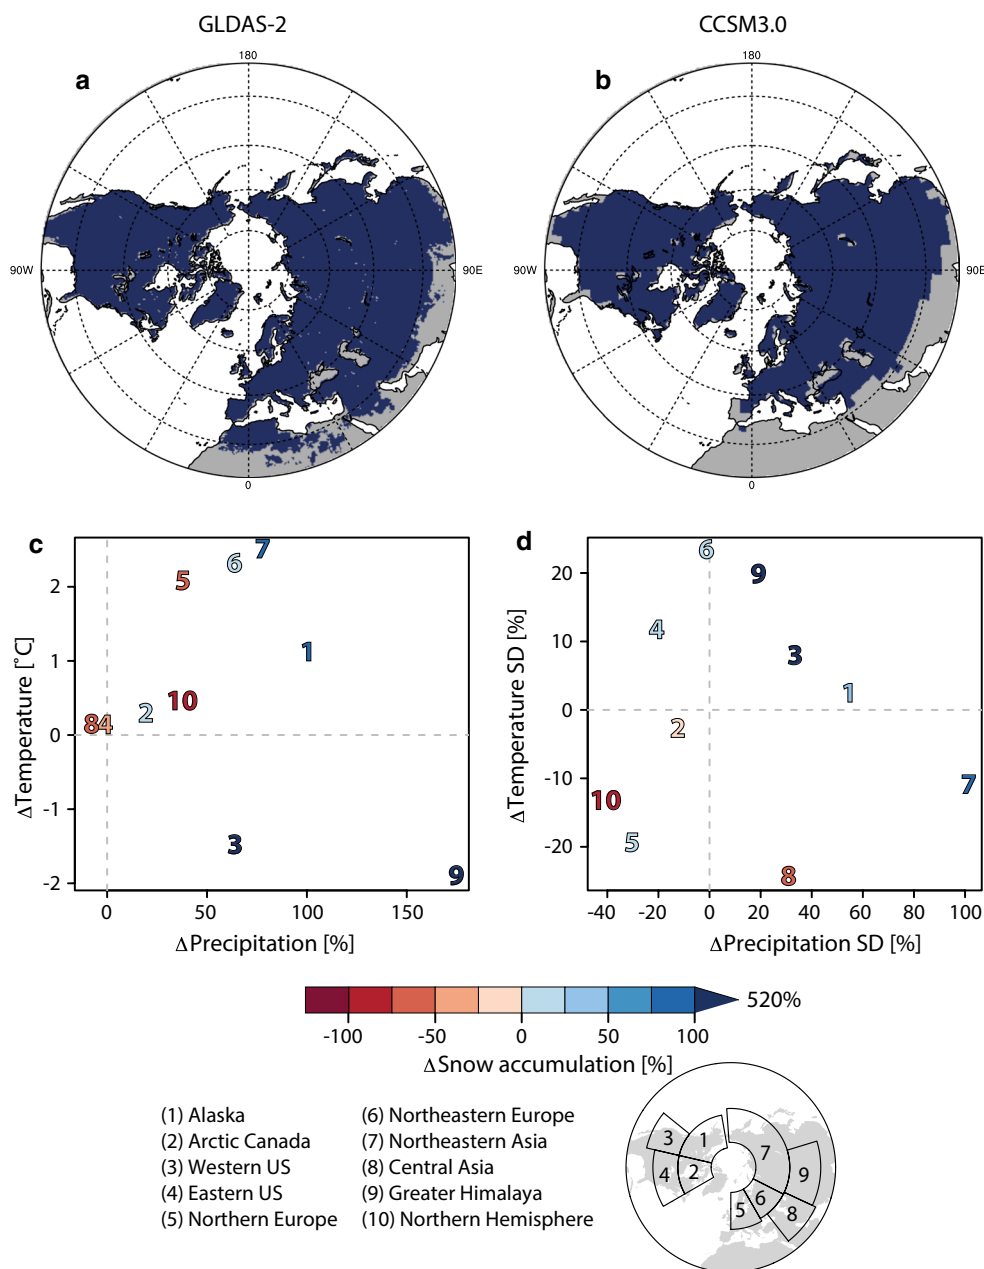 GLDAS-2
CCSM3.0
a
180
90W
90E
0
b
180
90W
90E
0
c
2
1
0
-1
-2
ΔTemperature [˚C]
0
50
100
150
ΔPrecipitation [%]
7
6
5
1
10
2
8
4
3
9
d
20
10
0
-10
-20
ΔTemperature SD [%]
-40
-20
0
20
40
60
80
100
ΔPrecipitation SD [%]
6
9
4
3
1
2
7
10
5
8
520%
-100
-50
0
50
100
ΔSnow accumulation [%]
(1) Alaska
(2) Arctic Canada
(3) Western US
(4) Eastern US
(5) Northern Europe
(6) Northeastern Europe
(7) Northeastern Asia
(8) Central Asia
(9) Greater Himalaya
(10) Northern Hemisphere
3
1
7
4
2
9
6
5
8